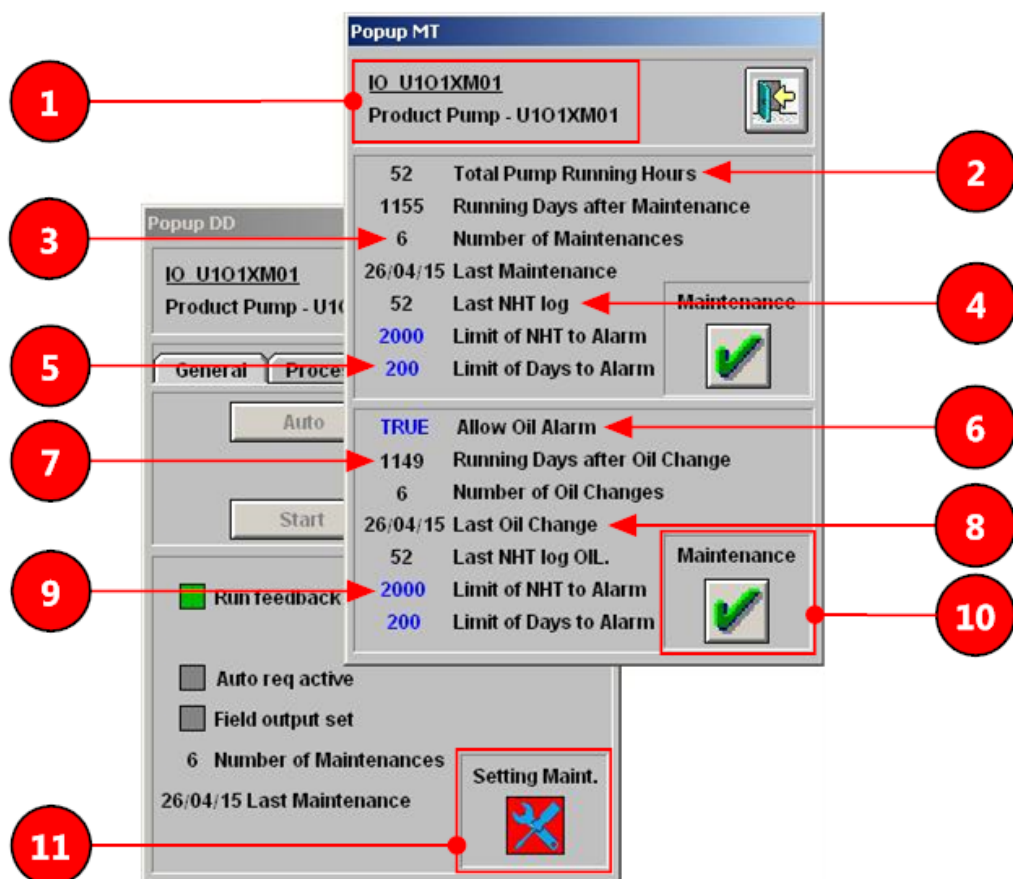 Popup MT
1
IO_U1O1XM01
Product Pump - U1O1XM01
2
52 Total Pump Running Hours
1155 Running Days after Maintenance
3
6 Number of Maintenances
26/04/15 Last Maintenance
52 Last NHT log
4
Maintenance
2000 Limit of NHT to Alarm
5
200 Limit of Days to Alarm
TRUE Allow Oil Alarm
6
7
1149 Running Days after Oil Change
6 Number of Oil Changes
26/04/15 Last Oil Change
8
52 Last NHT log OIL.
Maintenance
9
2000 Limit of NHT to Alarm
10
200 Limit of Days to Alarm
Popup DD
IO_U1O1XM01
Product Pump - U1
General
Proce
Auto
Start
Run feedback
Auto req active
Field output set
6 Number of Maintenances
26/04/15 Last Maintenance
Setting Maint.
11